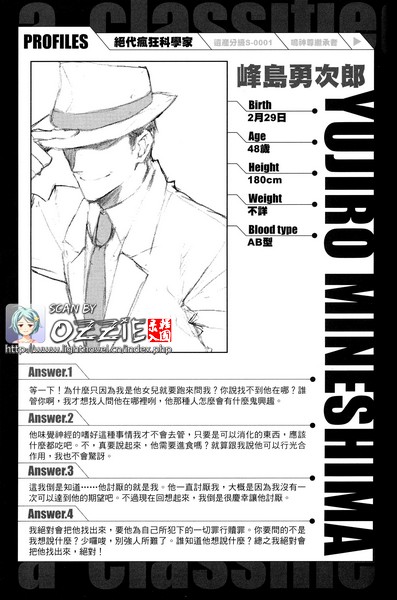 a classifie
PROFILES
絕代瘋狂科學家
遺產分類S-0001
峰島勇次郎
Birth
2月29日
Age
48歲
Height
180cm
Weight
不詳
Blood type
AB型
YUJIRO MINESHIMA
SCAN BY
OZZIE
http://www.lightnovel.cn/index.php
Answer.1
等一下！為什麼只因為我是他女兒就要跑來問我？你說找不到他在哪？誰
管你啊，我才想找人問他在哪裡咧，他那種人怎麼會有什麼鬼興趣。
Answer.2
他味覺神經的嗜好這種事情我才不會去管，只要是可以消化的東西，應該
什麼都吃吧。不，真要說起來，他需要進食嗎？就算跟我說他可以行光合
作用，我也不會驚訝。
Answer.3
這我倒是知道……他討厭的就是我。他一直討厭我，大概是因為我沒有一
次可以達到他的期望吧。不過現在回想起來，我倒是很慶幸讓他討厭。
Answer.4
我絕對會把他找出來，要他為自己所犯下的一切罪行贖罪。你要問的不是
我想說什麼？少囉唆，別強人所難了。誰知道他想說什麼？總之我絕對會
把他找出來，絕對！
a classifie